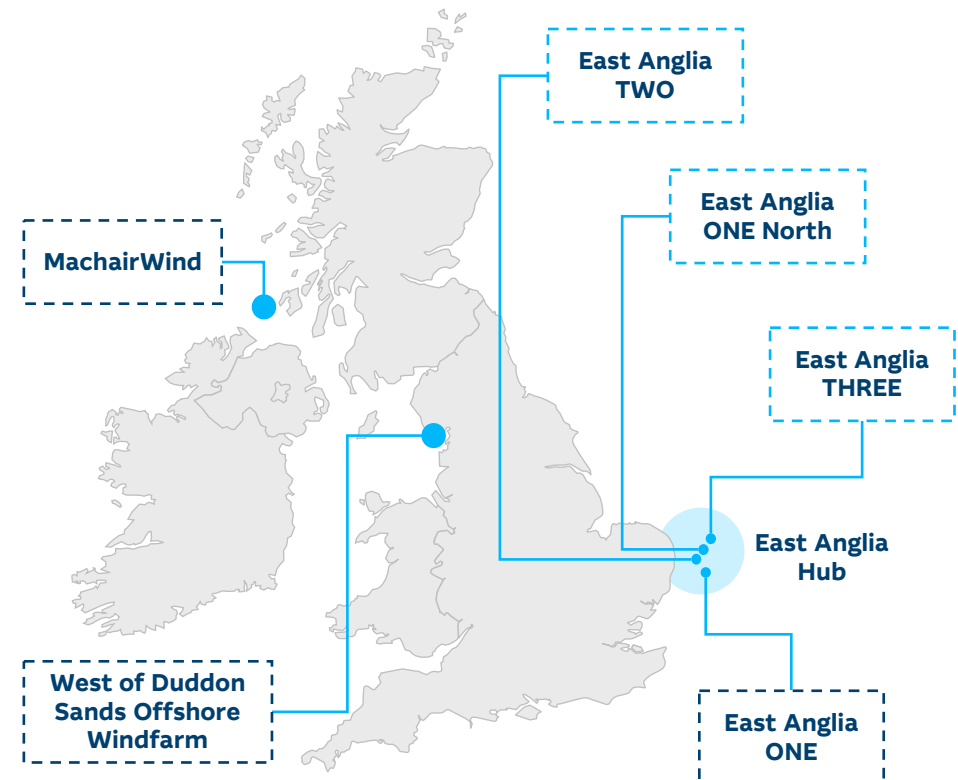 East Anglia
TWO
East Anglia
ONE North
MachairWind
East Anglia
THREE
East Anglia
Hub
West of Duddon
Sands Offshore
Windfarm
East Anglia
ONE